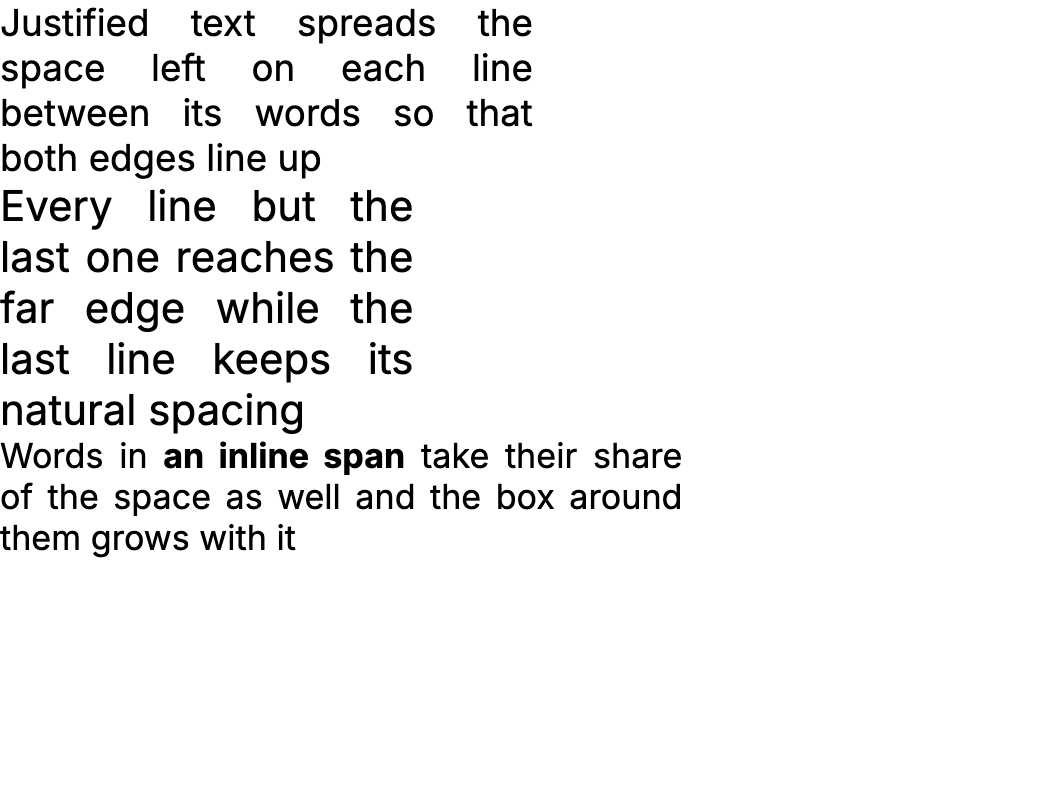 Justified text spreads the
space left on each line
between its words so that
both edges line up
Every line but the
last one reaches the
far edge while the
last line keeps its
natural spacing
Words in an inline span take their share
of the space as well and the box around
them grows with it